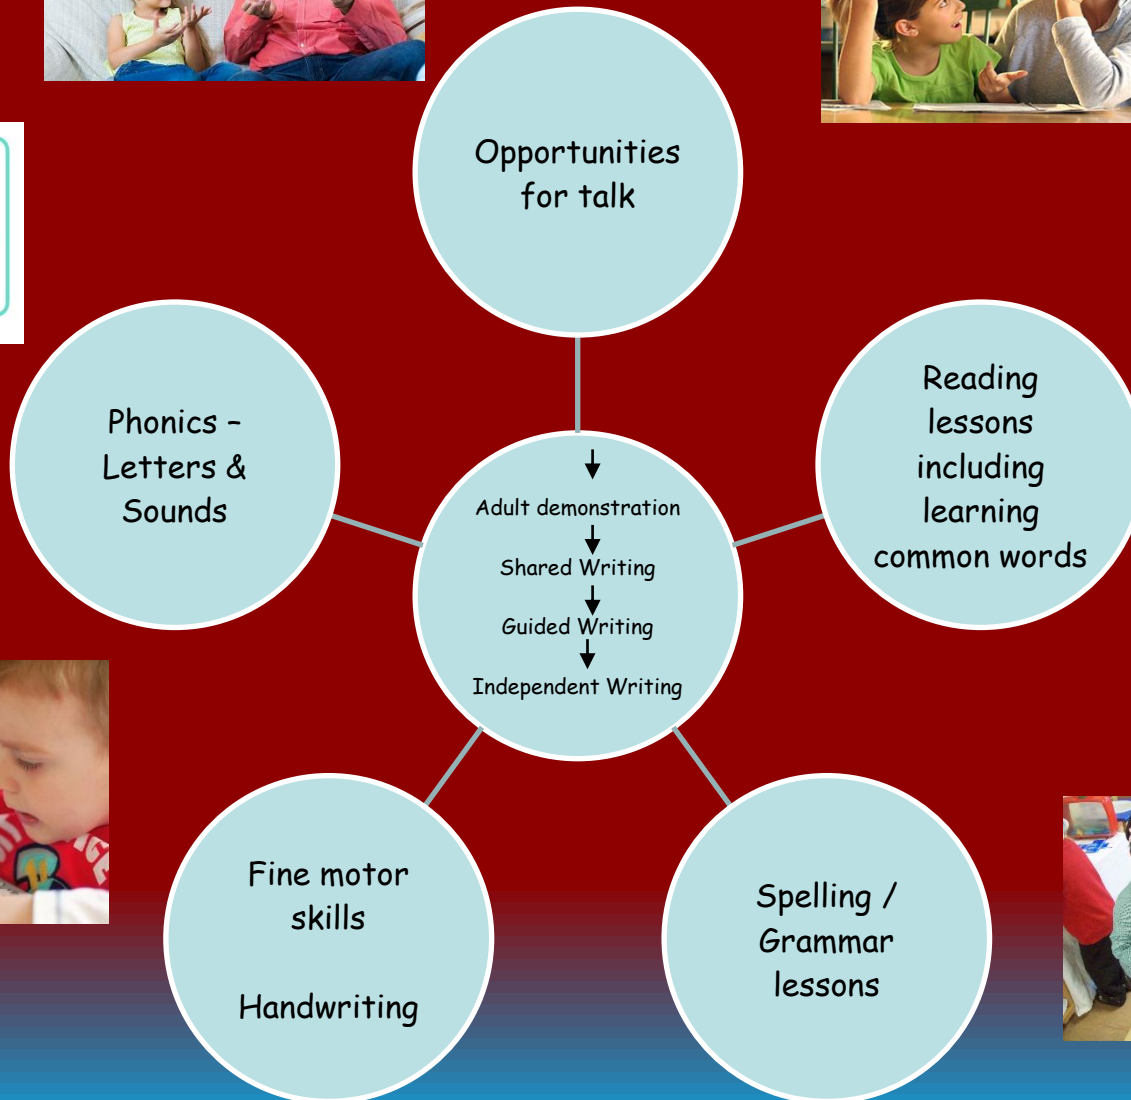 Opportunities
for talk
Phonics –
Letters &
Sounds
Reading
lessons
including
learning
common words
Adult demonstration
Shared Writing
Guided Writing
Independent Writing
Fine motor
skills
Handwriting
Spelling /
Grammar
lessons